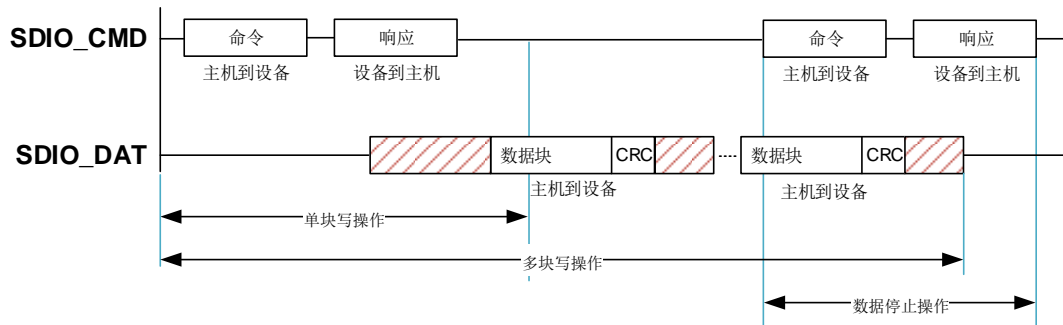 SDIO_CMD
命令
响应
命令
响应
主机到设备
设备到主机
主机到设备
设备到主机
SDIO_DAT
数据块
CRC
数据块
CRC
主机到设备
主机到设备
单块写操作
多块写操作
数据停止操作